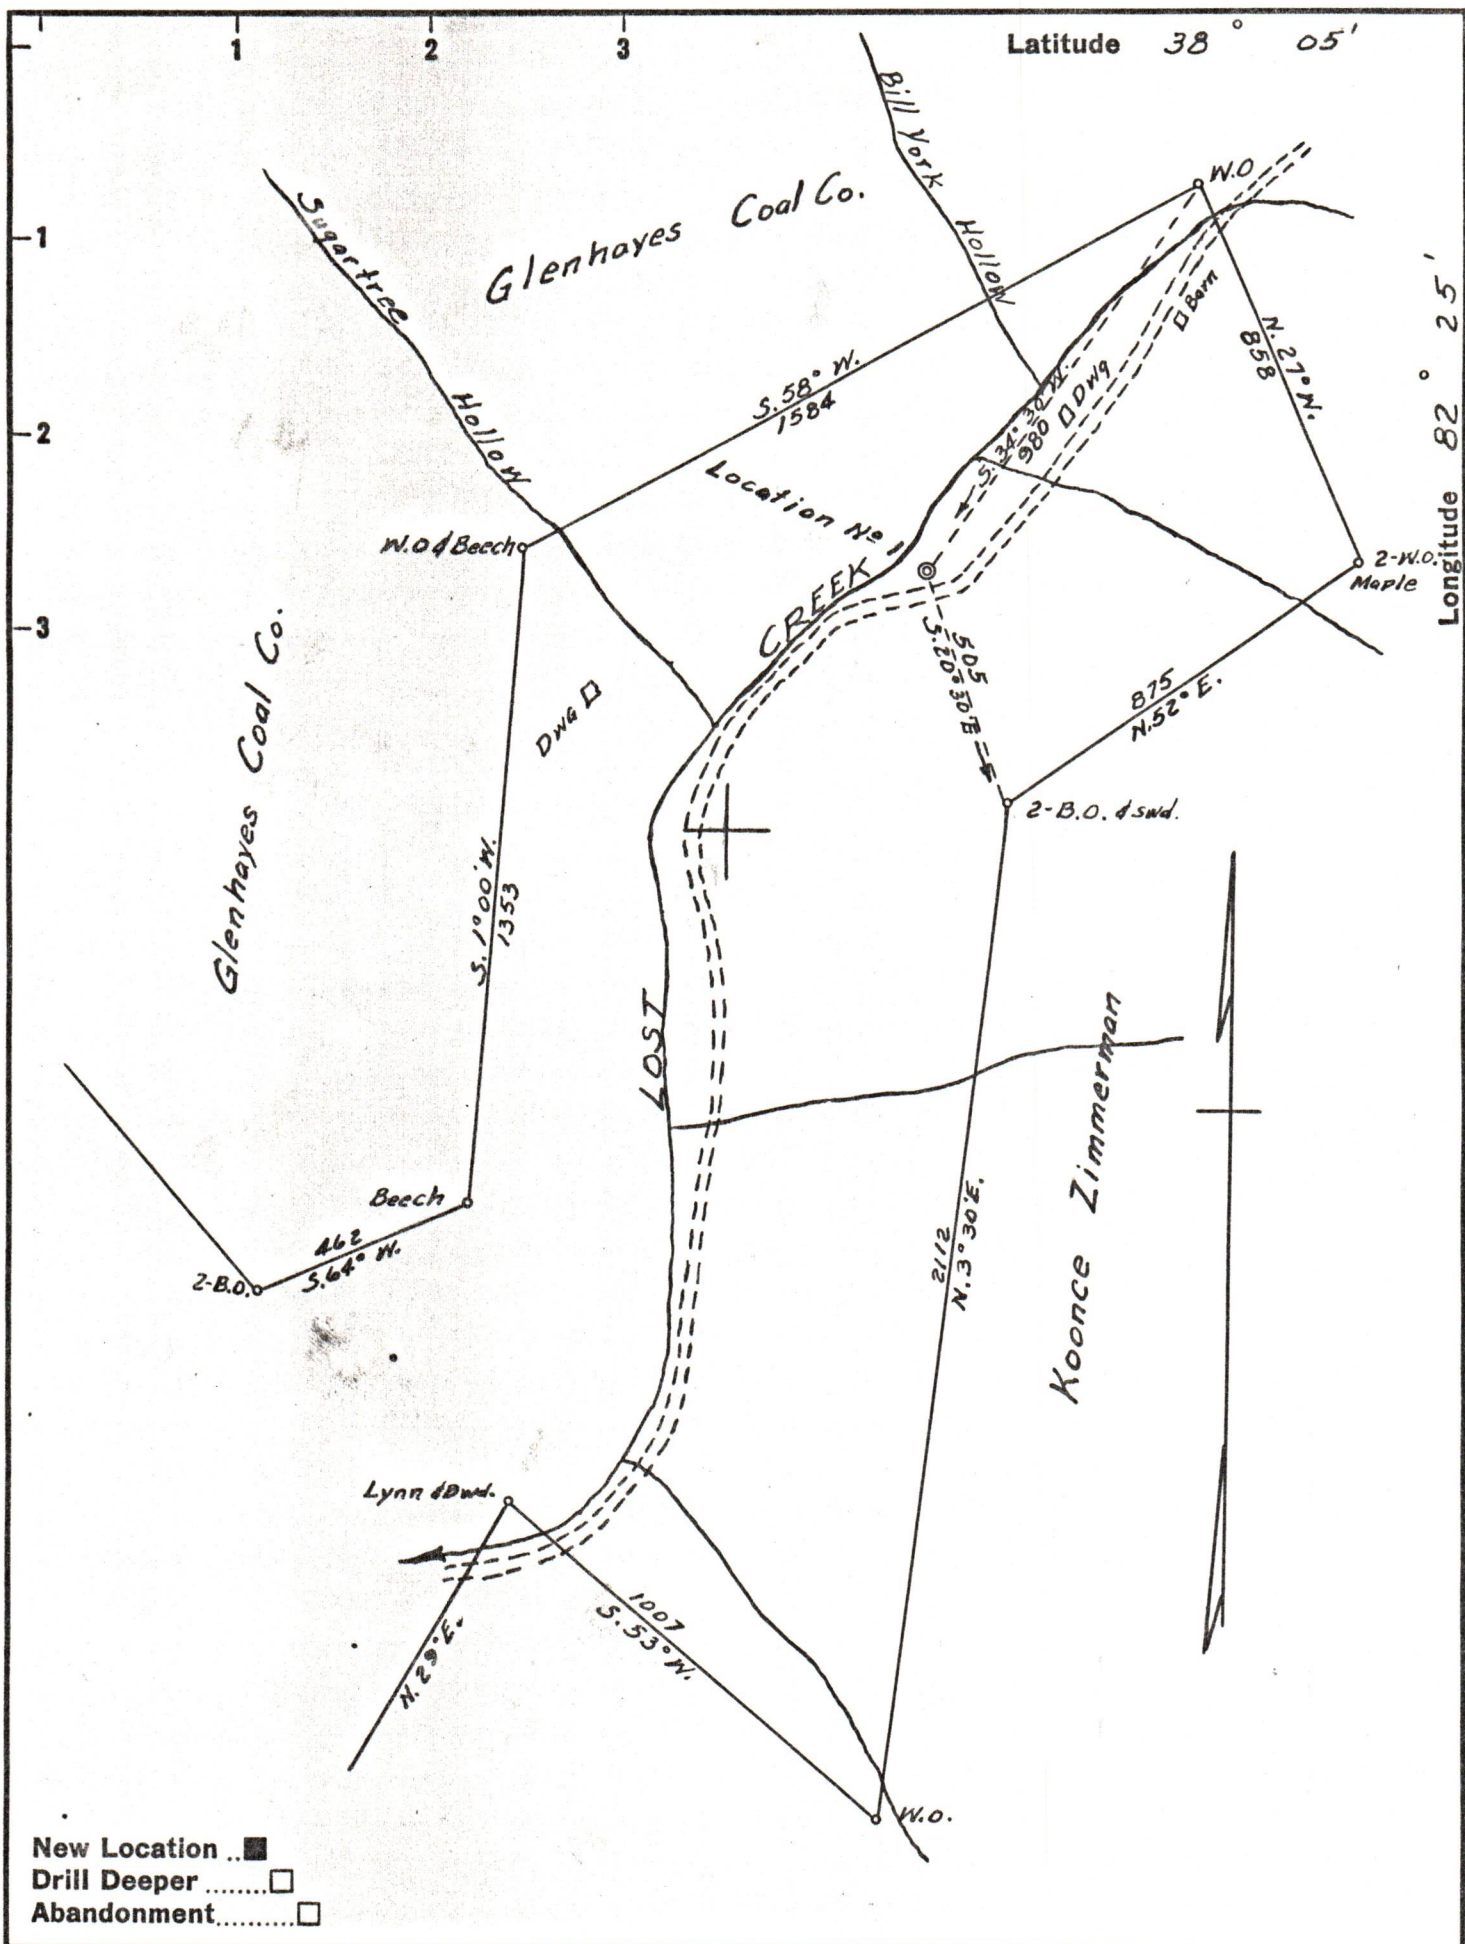 1 2 3
Latitude 38° 05'
Longitude 82° 25'
1
2
3
Bill York Hollow
W.O
Sugartree Hollow
Glenhayes Coal Co.
Barn
N. 27° W.
858
S. 58° W.
1584
S. 34° 30' W.
980
Dwg
Location No
W.O & Beech
CREEK
2-W.O.
Maple
505
S. 20° 30' E
875
N. 52° E.
DWG
Glenhayes Coal Co.
2-B.O. & Swd.
S. 1° 00' W.
1353
LOST
Koonce Zimmerman
Beech
462
S. 64° W.
2-B.O.
2112
N. 3° 30' E.
Lynn & Dwd.
1007
S. 53° W.
N. 29° E.
W.O.
New Location .. ■
Drill Deeper ........ □
Abandonment.......... □